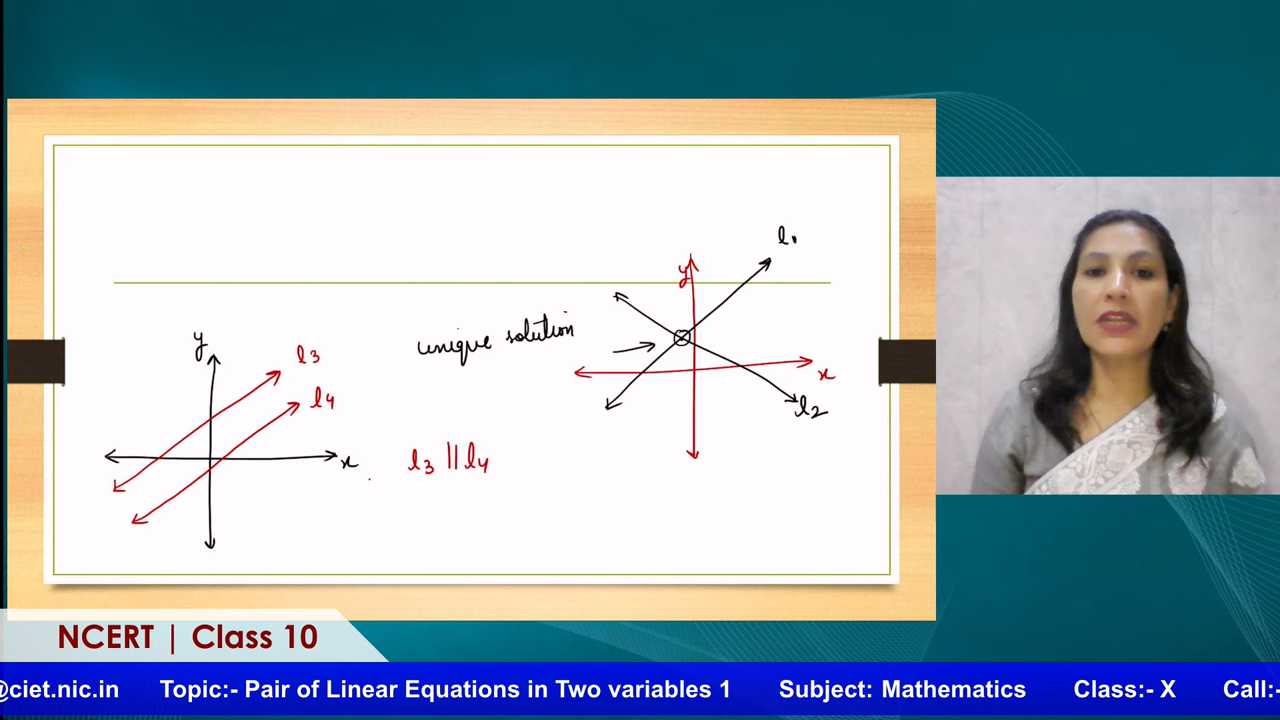 l1
y
unique solution
x
l2
y
l3
l4
x
l3 || l4
NCERT | Class 10
@ciet.nic.in Topic:- Pair of Linear Equations in Two variables 1 Subject: Mathematics Class:- X Call:-